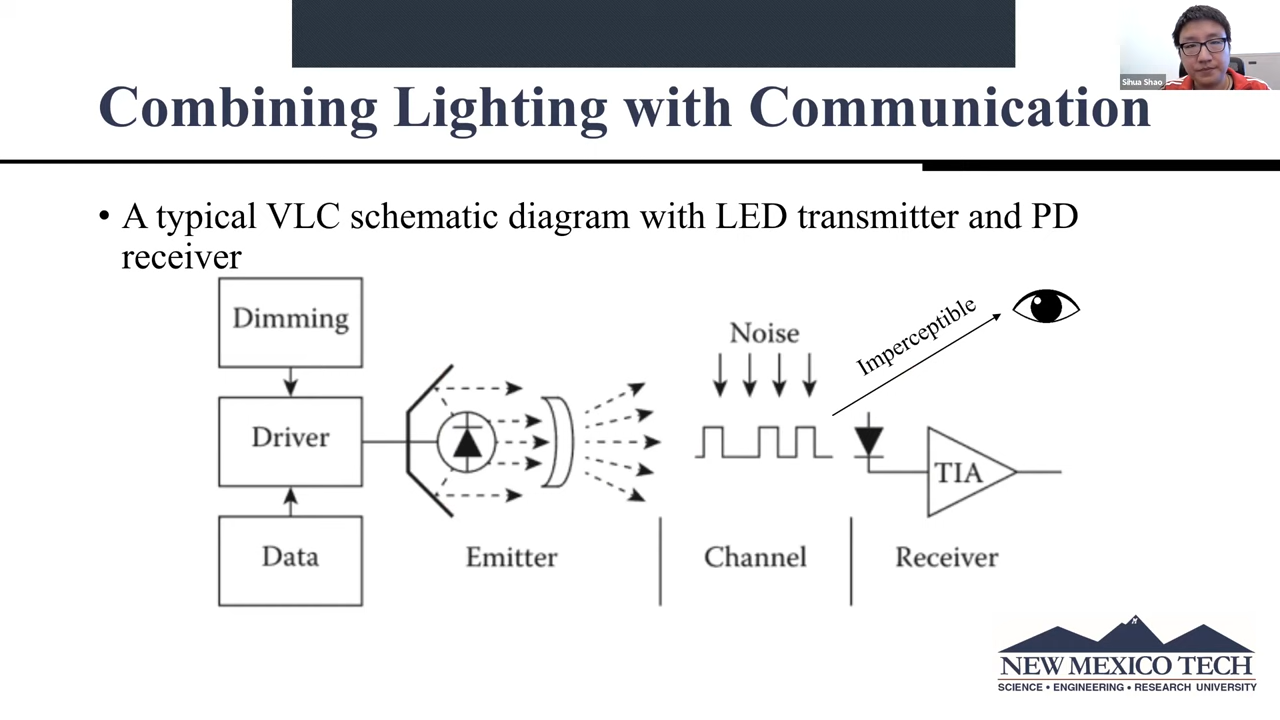 Sihua Shao
Combining Lighting with Communication
• A typical VLC schematic diagram with LED transmitter and PD
receiver
Dimming
Driver
Data
Emitter
Noise
Channel
Imperceptible
TIA
Receiver
NEW MEXICO TECH
SCIENCE • ENGINEERING • RESEARCH UNIVERSITY